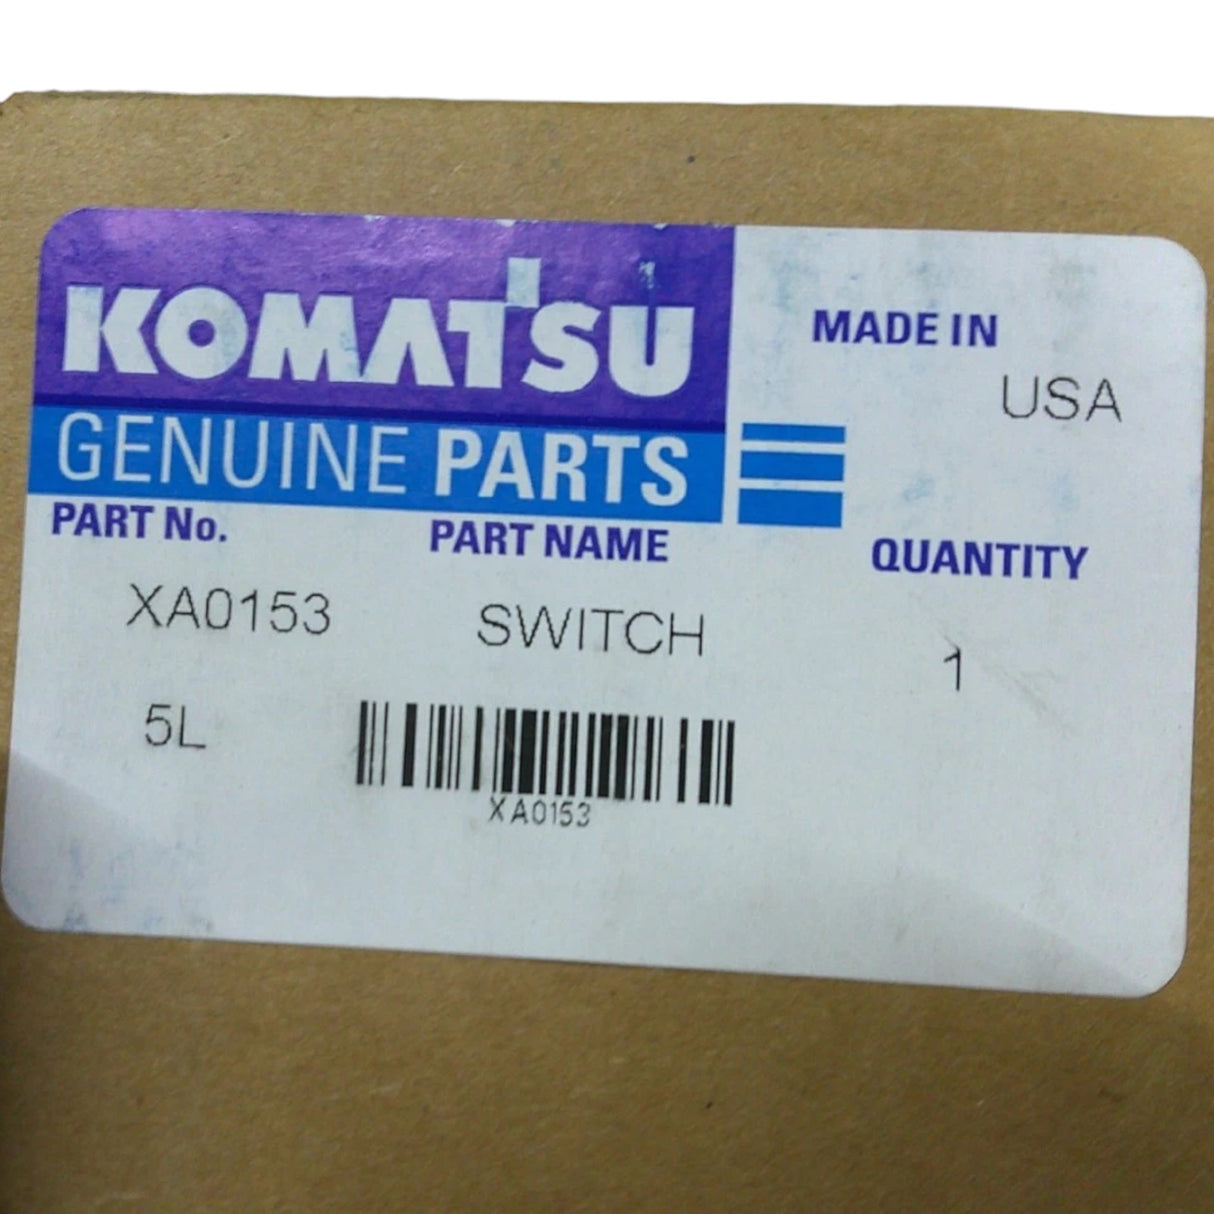 KOMATSU
MADE IN
USA
GENUINE PARTS
PART No.
PART NAME
QUANTITY
XA0153
SWITCH
1
5L
XA0153